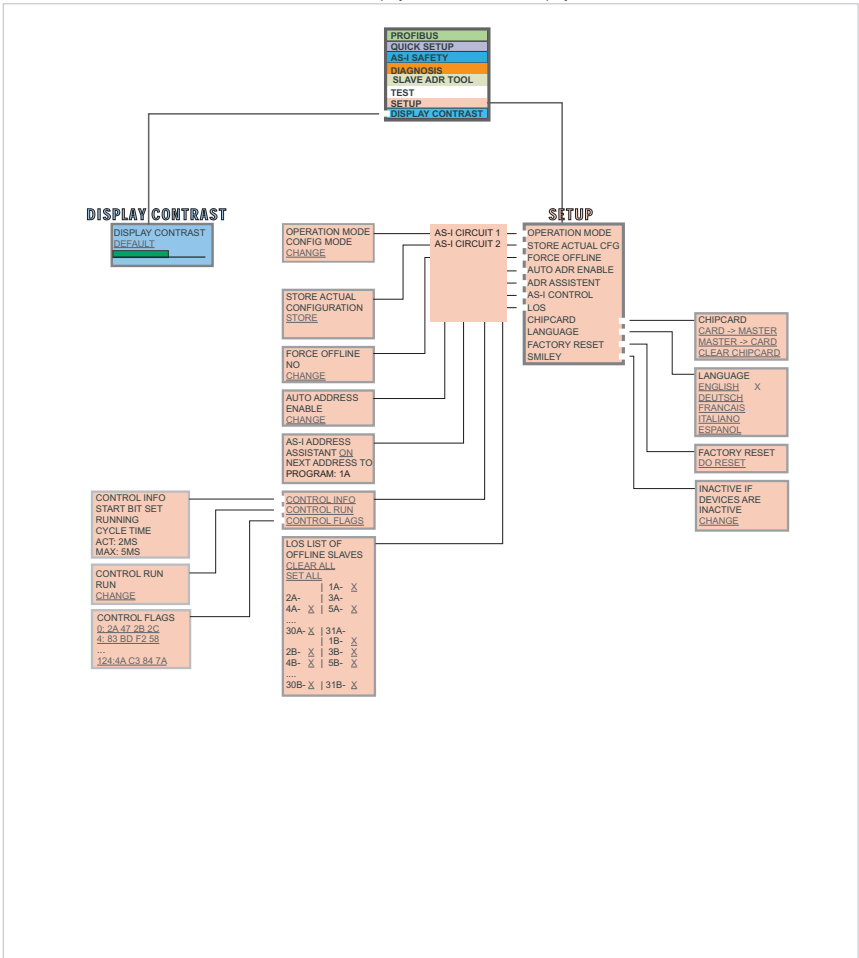 PROFIBUS
QUICK SETUP
AS-I SAFETY
DIAGNOSIS
SLAVE ADR TOOL
TEST
SETUP
DISPLAY CONTRAST
DISPLAY CONTRAST
DISPLAY CONTRAST
DEFAULT
OPERATION MODE
CONFIG MODE
CHANGE
STORE ACTUAL
CONFIGURATION
STORE
FORCE OFFLINE
NO
CHANGE
AUTO ADDRESS
ENABLE
CHANGE
AS-I ADDRESS
ASSISTANT ON
NEXT ADDRESS TO
PROGRAM: 1A
CONTROL INFO
CONTROL RUN
CONTROL FLAGS
CONTROL INFO
START BIT SET
RUNNING
CYCLE TIME
ACT: 2MS
MAX: 5MS
CONTROL RUN
RUN
CHANGE
CONTROL FLAGS
0: 2A 47 2B 2C
4: 83 BD F2 58
...
124:4A C3 84 7A
LOS LIST OF
OFFLINE SLAVES
CLEAR ALL
SET ALL
| 1A- X
2A- | 3A-
4A- X | 5A- X
....
30A- X | 31A-
| 1B- X
2B- X | 3B- X
4B- X | 5B- X
....
30B- X | 31B- X
AS-I CIRCUIT 1
AS-I CIRCUIT 2
SETUP
OPERATION MODE
STORE ACTUAL CFG
FORCE OFFLINE
AUTO ADR ENABLE
ADR ASSISTENT
AS-I CONTROL
LOS
CHIPCARD
LANGUAGE
FACTORY RESET
SMILEY
CHIPCARD
CARD -> MASTER
MASTER -> CARD
CLEAR CHIPCARD
LANGUAGE
ENGLISH X
DEUTSCH
FRANCAIS
ITALIANO
ESPANOL
FACTORY RESET
DO RESET
INACTIVE IF
DEVICES ARE
INACTIVE
CHANGE